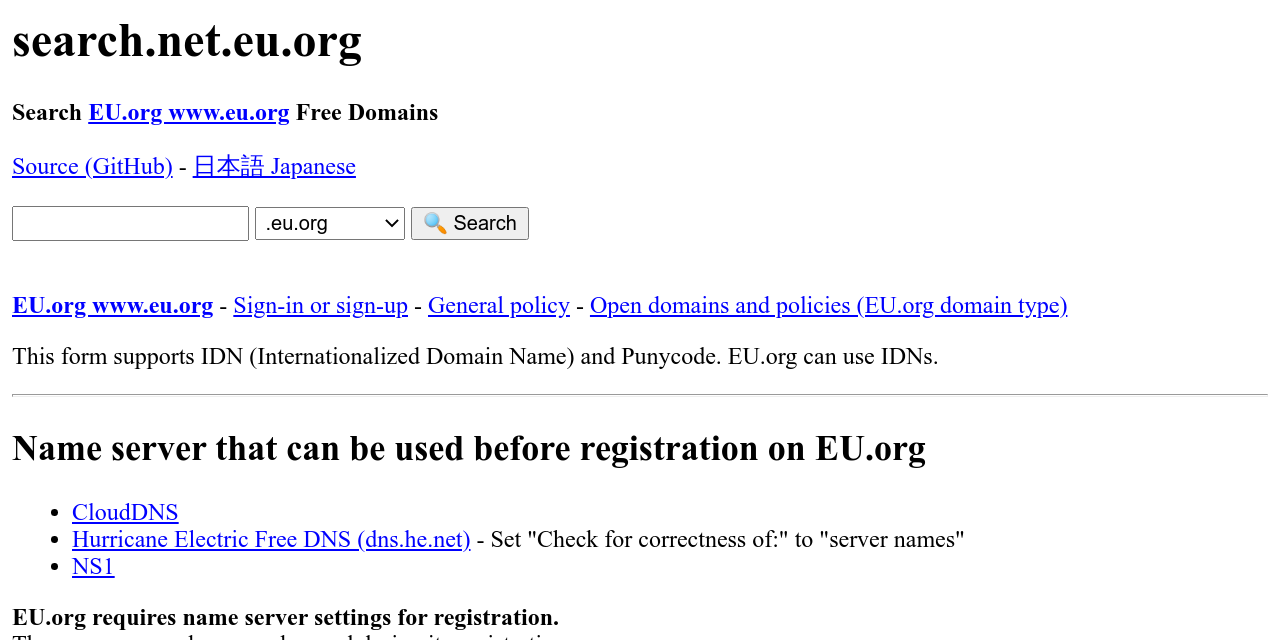 search.net.eu.org
Search EU.org www.eu.org Free Domains
Source (GitHub) - 日本語 Japanese
.eu.org 🔍 Search
EU.org www.eu.org - Sign-in or sign-up - General policy - Open domains and policies (EU.org domain type)
This form supports IDN (Internationalized Domain Name) and Punycode. EU.org can use IDNs.
Name server that can be used before registration on EU.org
CloudDNS
Hurricane Electric Free DNS (dns.he.net) - Set "Check for correctness of:" to "server names"
NS1
EU.org requires name server settings for registration.